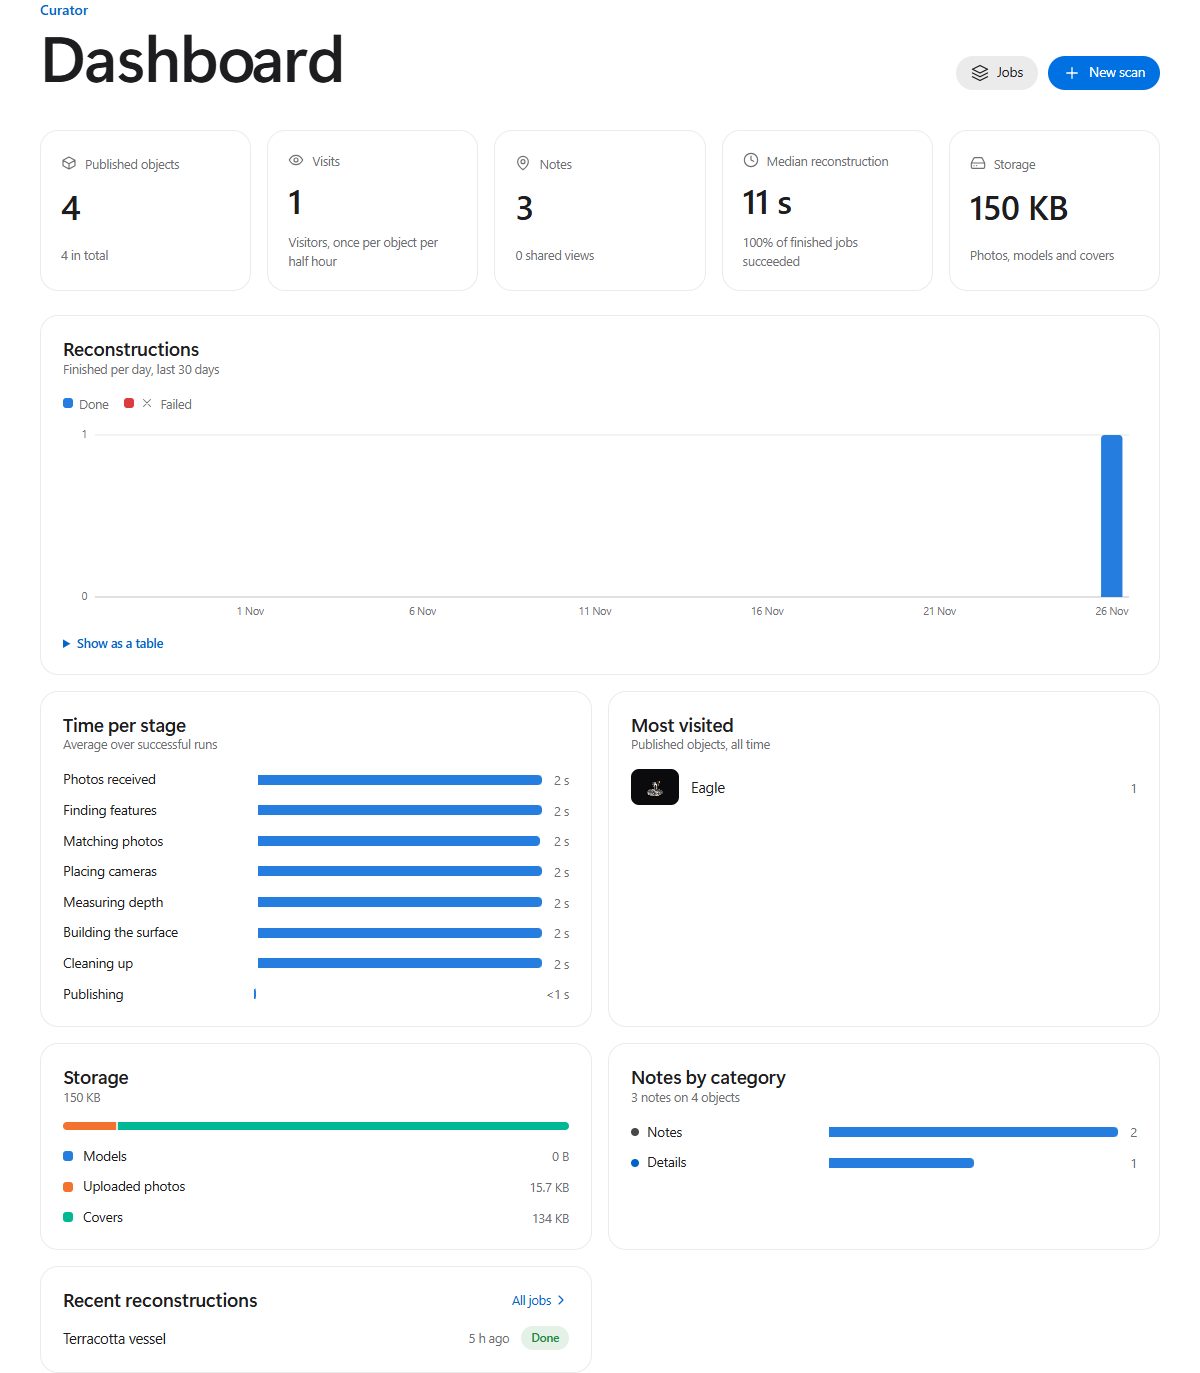 Curator
Dashboard
Jobs
New scan
Published objects
4
4 in total
Visits
1
Visitors, once per object per
half hour
Notes
3
0 shared views
Median reconstruction
11 s
100% of finished jobs
succeeded
Storage
150 KB
Photos, models and covers
Reconstructions
Finished per day, last 30 days
Done
Failed
1
0
1 Nov
6 Nov
11 Nov
16 Nov
21 Nov
26 Nov
Show as a table
Time per stage
Average over successful runs
Photos received 2 s
Finding features 2 s
Matching photos 2 s
Placing cameras 2 s
Measuring depth 2 s
Building the surface 2 s
Cleaning up 2 s
Publishing <1 s
Most visited
Published objects, all time
Eagle 1
Storage
150 KB
Models 0 B
Uploaded photos 15.7 KB
Covers 134 KB
Notes by category
3 notes on 4 objects
Notes 2
Details 1
Recent reconstructions
All jobs
Terracotta vessel 5 h ago Done